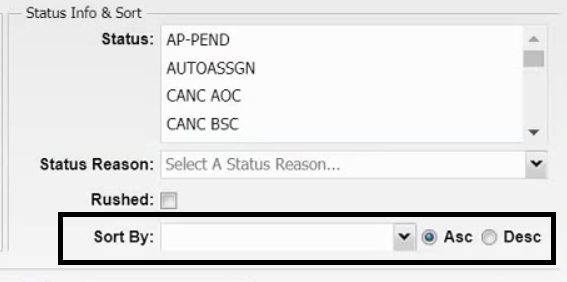 Status Info & Sort
Status: AP-PEND
AUTOASSGN
CANC AOC
CANC BSC
Status Reason: Select A Status Reason...
Rushed:
Sort By: Asc Desc